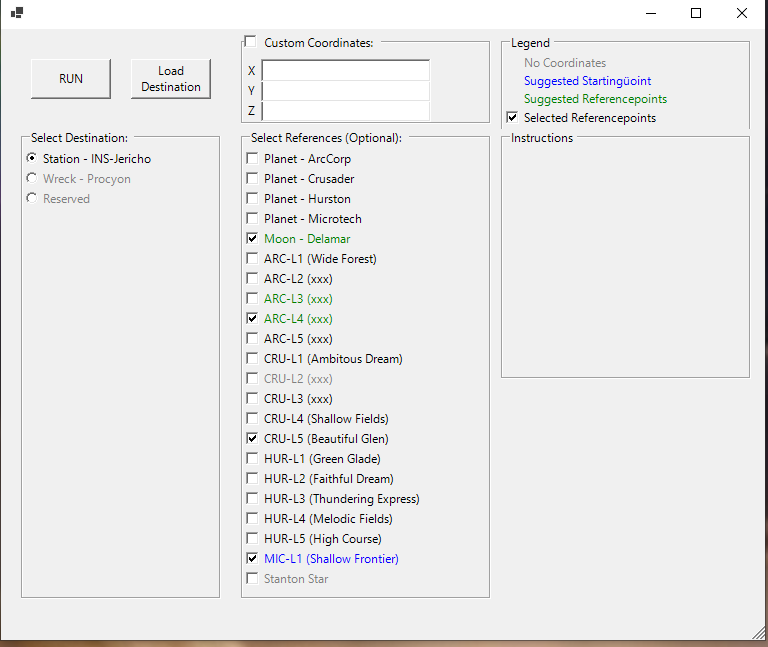 RUN
Load
Destination
Custom Coordinates:
X
Y
Z
Legend
No Coordinates
Suggested Startingüoint
Suggested Referencepoints
Selected Referencepoints
Select Destination:
Station - INS-Jericho
Wreck - Procyon
Reserved
Select References (Optional):
Planet - ArcCorp
Planet - Crusader
Planet - Hurston
Planet - Microtech
Moon - Delamar
ARC-L1 (Wide Forest)
ARC-L2 (xxx)
ARC-L3 (xxx)
ARC-L4 (xxx)
ARC-L5 (xxx)
CRU-L1 (Ambitous Dream)
CRU-L2 (xxx)
CRU-L3 (xxx)
CRU-L4 (Shallow Fields)
CRU-L5 (Beautiful Glen)
HUR-L1 (Green Glade)
HUR-L2 (Faithful Dream)
HUR-L3 (Thundering Express)
HUR-L4 (Melodic Fields)
HUR-L5 (High Course)
MIC-L1 (Shallow Frontier)
Stanton Star
Instructions